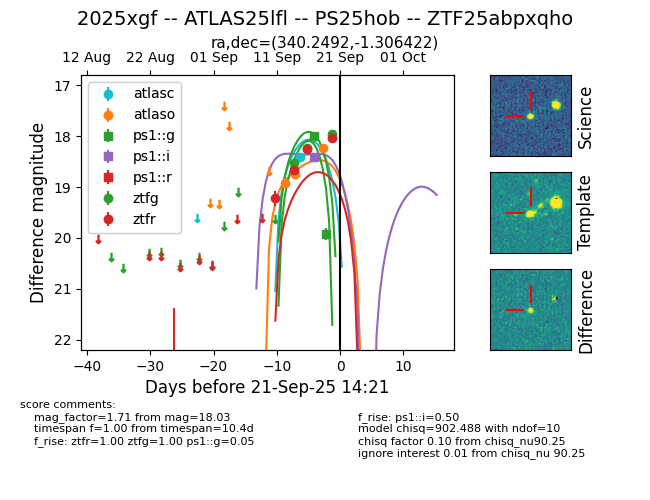 2025xgf -- ATLAS25lfl -- PS25hob -- ZTF25abpxqho
ra,dec=(340.2492,-1.306422)
12 Aug 22 Aug 01 Sep 11 Sep 21 Sep 01 Oct
17
18
19
20
21
22
Difference magnitude
atlasc
atlaso
ps1::g
ps1::i
ps1::r
ztfg
ztfr
−40 −30 −20 −10 0 10
Days before 21-Sep-25 14:21
Science
Template
Difference
score comments:
mag_factor=1.71 from mag=18.03
timespan f=1.00 from timespan=10.4d
f_rise: ztfr=1.00 ztfg=1.00 ps1::g=0.05
f_rise: ps1::i=0.50
model chisq=902.488 with ndof=10
chisq factor 0.10 from chisq_nu90.25
ignore interest 0.01 from chisq_nu 90.25